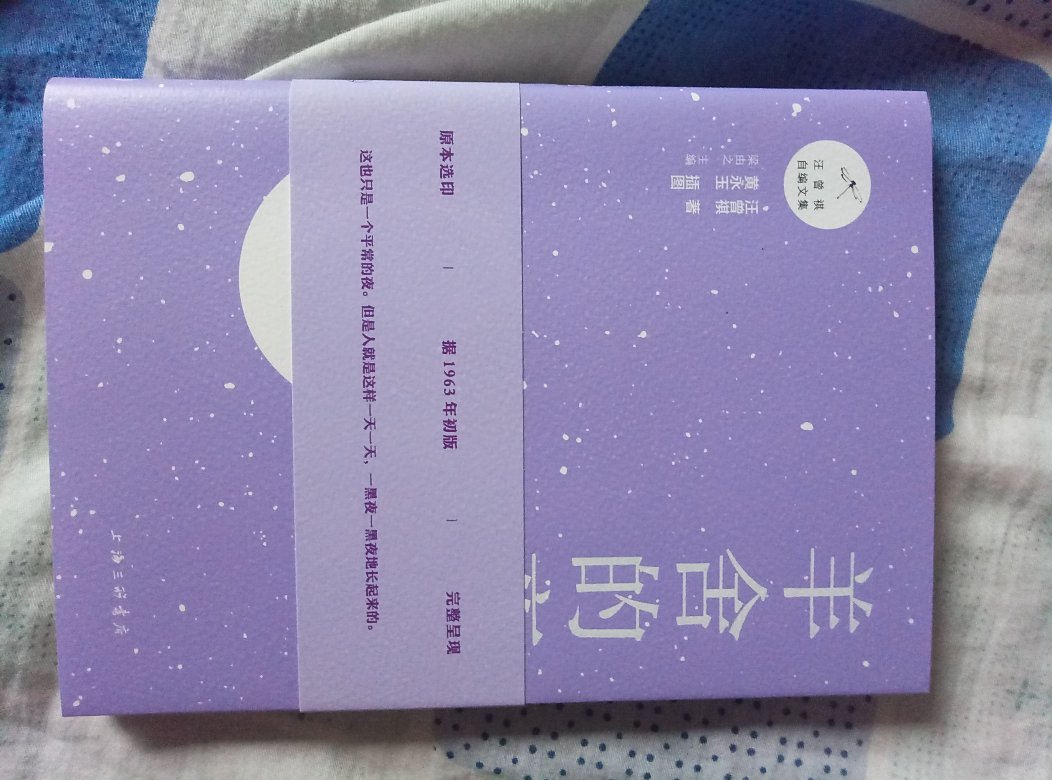 汪曾祺
自编文集
汪曾祺 著
黄永玉 插图
梁由之 主编
羊舍的
原本选印 | 据1963年初版 | 完整呈现
这也只是一个平常的夜。但是人就是这样一天一天，一黑夜一黑夜地长起来的。
上海三联书店